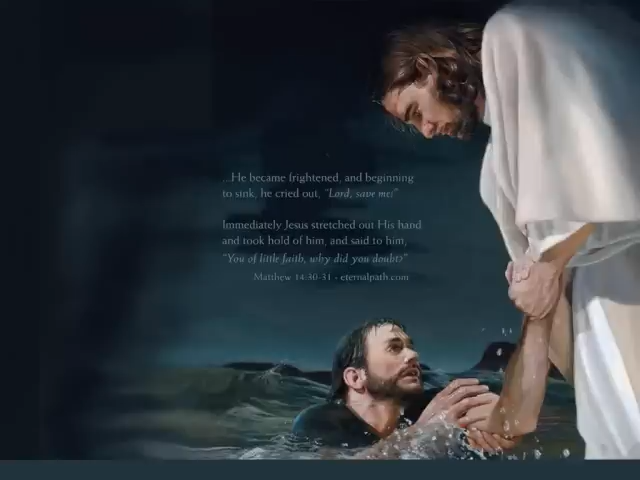 ...He became frightened, and beginning
to sink, he cried out, "Lord, save me!"
Immediately Jesus stretched out His hand
and took hold of him, and said to him,
"You of little faith, why did you doubt?"
Matthew 14:30-31 - eternalpath.com